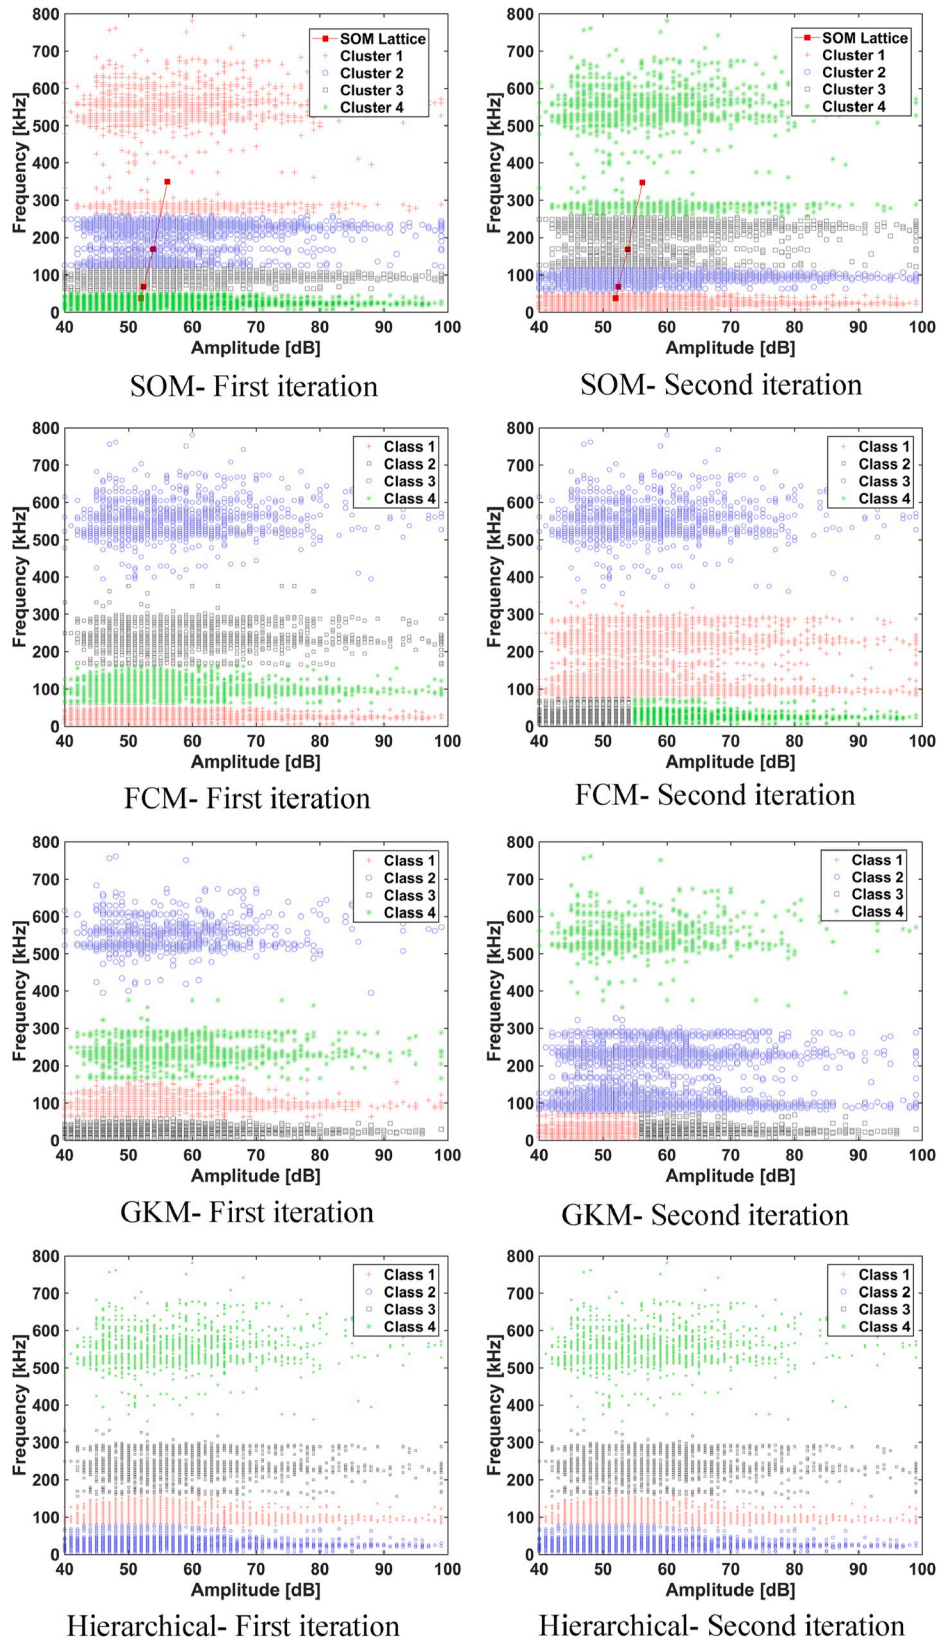 800
700
600
500
400
300
200
100
0
Frequency [kHz]
SOM Lattice
Cluster 1
Cluster 2
Cluster 3
Cluster 4
40 50 60 70 80 90 100
Amplitude [dB]
SOM- First iteration
800
700
600
500
400
300
200
100
0
Frequency [kHz]
SOM Lattice
Cluster 1
Cluster 2
Cluster 3
Cluster 4
40 50 60 70 80 90 100
Amplitude [dB]
SOM- Second iteration
800
700
600
500
400
300
200
100
0
Frequency [kHz]
Class 1
Class 2
Class 3
Class 4
40 50 60 70 80 90 100
Amplitude [dB]
FCM- First iteration
800
700
600
500
400
300
200
100
0
Frequency [kHz]
Class 1
Class 2
Class 3
Class 4
40 50 60 70 80 90 100
Amplitude [dB]
FCM- Second iteration
800
700
600
500
400
300
200
100
0
Frequency [kHz]
Class 1
Class 2
Class 3
Class 4
40 50 60 70 80 90 100
Amplitude [dB]
GKM- First iteration
800
700
600
500
400
300
200
100
0
Frequency [kHz]
Class 1
Class 2
Class 3
Class 4
40 50 60 70 80 90 100
Amplitude [dB]
GKM- Second iteration
800
700
600
500
400
300
200
100
0
Frequency [kHz]
Class 1
Class 2
Class 3
Class 4
40 50 60 70 80 90 100
Amplitude [dB]
Hierarchical- First iteration
800
700
600
500
400
300
200
100
0
Frequency [kHz]
Class 1
Class 2
Class 3
Class 4
40 50 60 70 80 90 100
Amplitude [dB]
Hierarchical- Second iteration